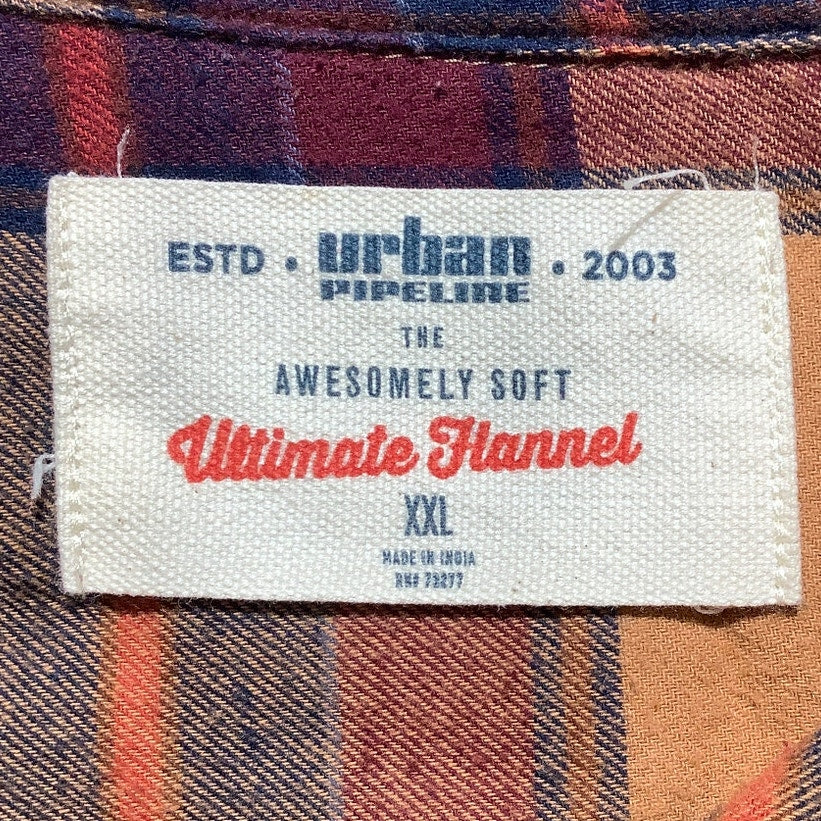 ESTD • urban • 2003
PIPELINE
THE
AWESOMELY SOFT
Ultimate Flannel
XXL
MADE IN INDIA
RN# 73277